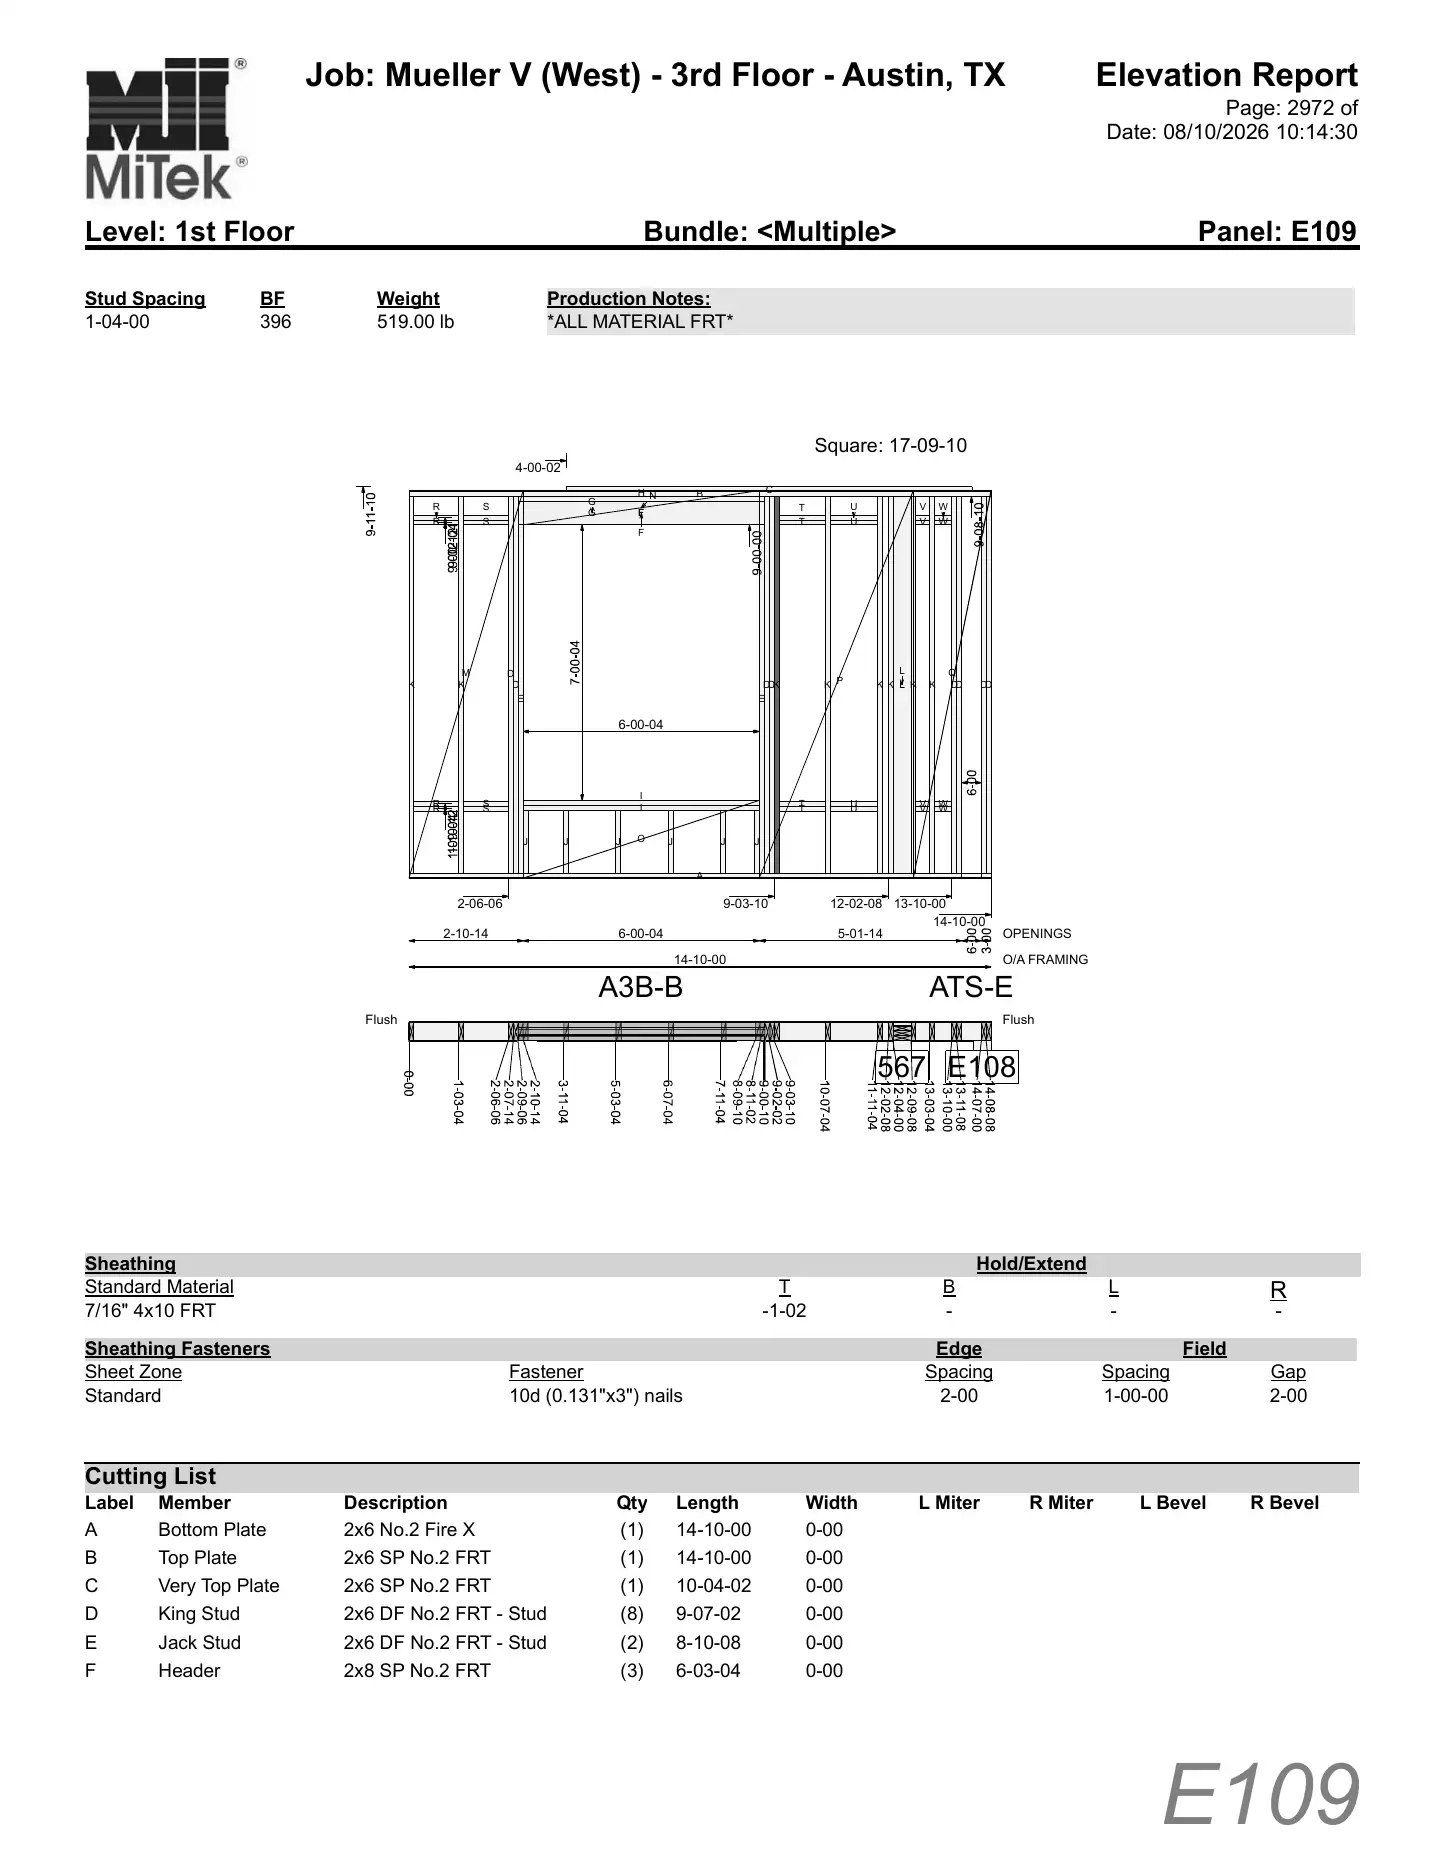 Job: Mueller V (West) - 3rd Floor - Austin, TX
Elevation Report
Page: 2972 of
Date: 08/10/2026 10:14:30
MiTek
Level: 1st Floor Bundle: <Multiple> Panel: E109
Stud Spacing BF Weight Production Notes:
1-04-00 396 519.00 lb *ALL MATERIAL FRT*
Square: 17-09-10
4-00-02
9-11-10
H N B C
R S G T U V W
G
F
9-00-00
9-08-10
7-00-04
M D L Q
K K D D D K K P K K L K K D D D D
E E
6-00-04
6-00
I
I
J J J O J J J
A
2-06-06 9-03-10 12-02-08 13-10-00
14-10-00
2-10-14 6-00-04 5-01-14 6-00 3-00 OPENINGS
14-10-00 O/A FRAMING
A3B-B ATS-E
Flush Flush
567 E108
0-00 1-03-04 2-06-06 2-07-14 2-09-06 2-10-14 3-11-04 5-03-04 6-07-04 7-11-04 8-09-10 8-11-02 9-00-10 9-02-02 9-03-10 10-07-04 11-11-04 12-02-08 12-04-00 12-09-08 13-03-04 13-10-00 13-11-08 14-07-00 14-08-08
Sheathing Hold/Extend
Standard Material T B L R
7/16" 4x10 FRT -1-02 - - -
Sheathing Fasteners Edge Field
Sheet Zone Fastener Spacing Spacing Gap
Standard 10d (0.131"x3") nails 2-00 1-00-00 2-00
Cutting List
Label Member Description Qty Length Width L Miter R Miter L Bevel R Bevel
A Bottom Plate 2x6 No.2 Fire X (1) 14-10-00 0-00
B Top Plate 2x6 SP No.2 FRT (1) 14-10-00 0-00
C Very Top Plate 2x6 SP No.2 FRT (1) 10-04-02 0-00
D King Stud 2x6 DF No.2 FRT - Stud (8) 9-07-02 0-00
E Jack Stud 2x6 DF No.2 FRT - Stud (2) 8-10-08 0-00
F Header 2x8 SP No.2 FRT (3) 6-03-04 0-00
E109